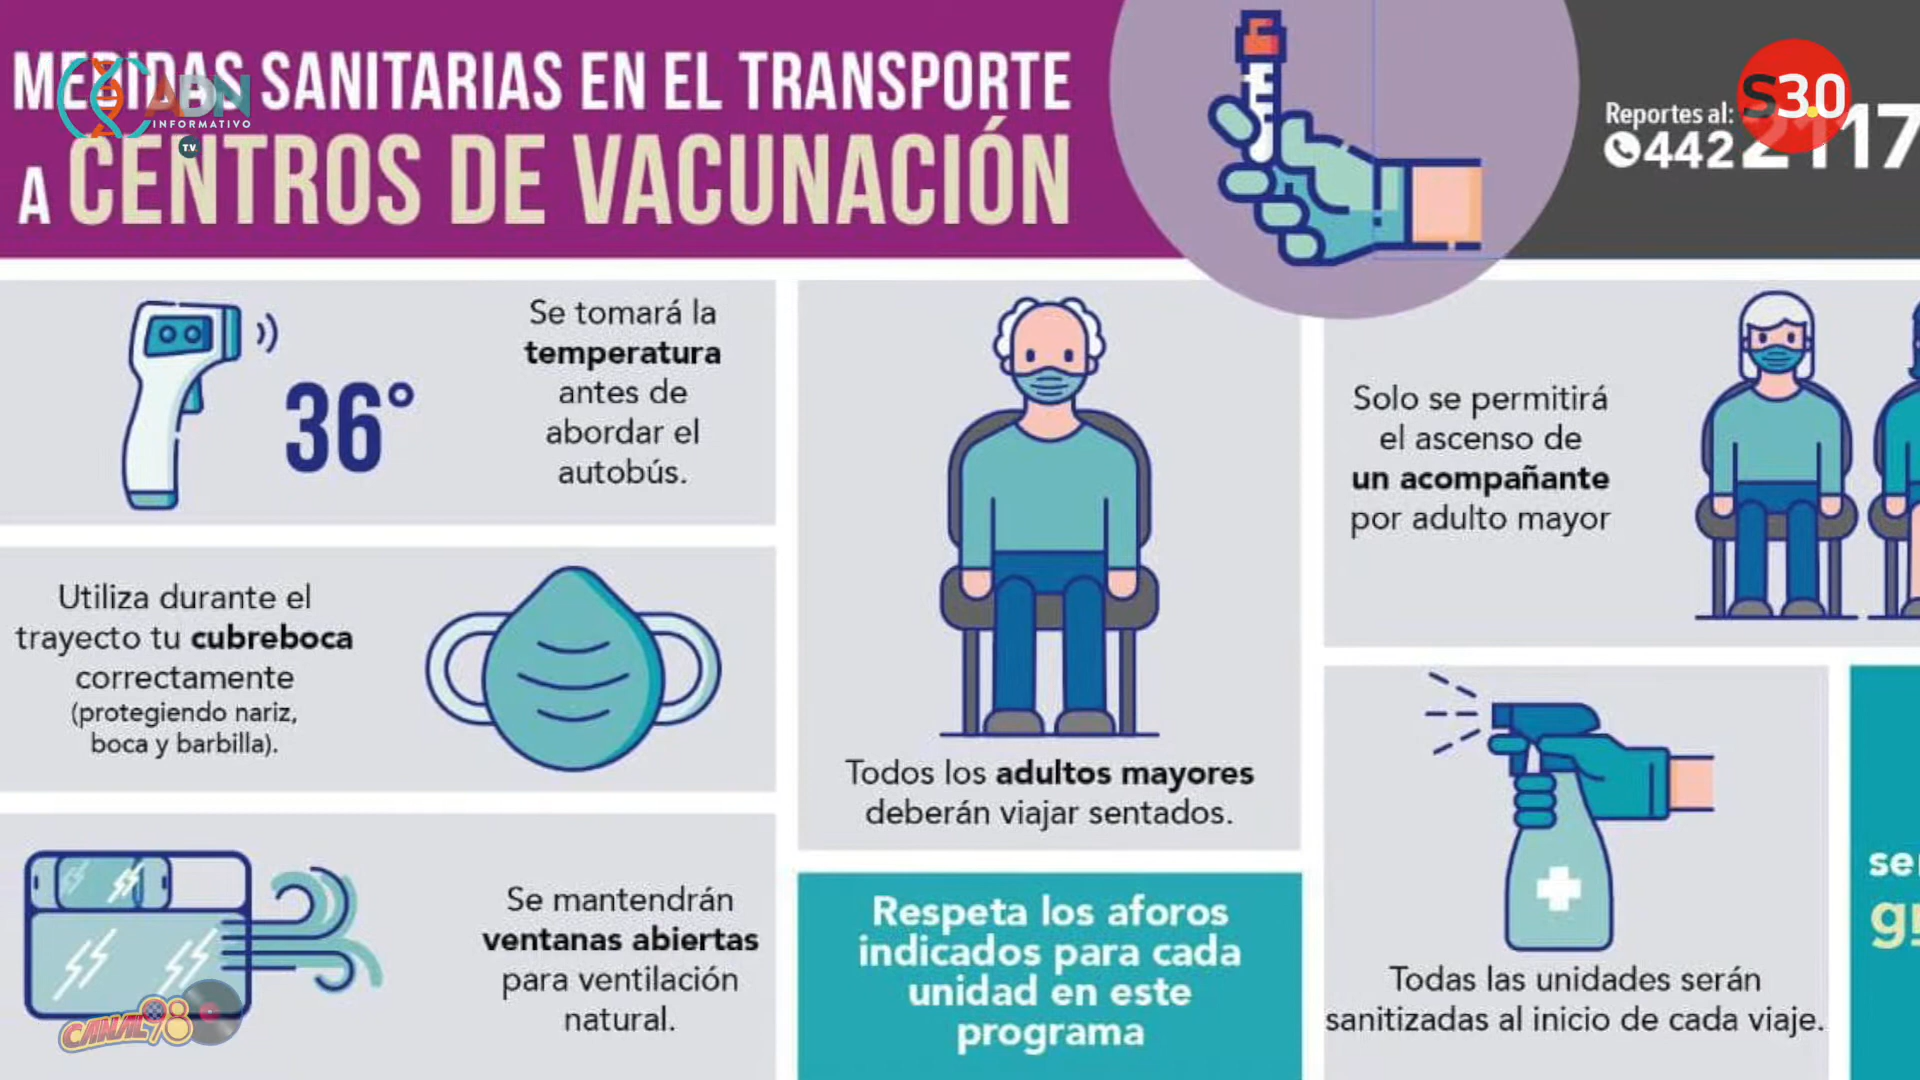 MEDIDAS SANITARIAS EN EL TRANSPORTE
A CENTROS DE VACUNACIÓN
ADN
INFORMATIVO
TV
Reportes al:
442
117
S3.0
36°
Se tomará la
temperatura
antes de
abordar el
autobús.
Utiliza durante el
trayecto tu cubreboca
correctamente
(protegiendo nariz,
boca y barbilla).
Se mantendrán
ventanas abiertas
para ventilación
natural.
CANAL 98
Todos los adultos mayores
deberán viajar sentados.
Respeta los aforos
indicados para cada
unidad en este
programa
Solo se permitirá
el ascenso de
un acompañante
por adulto mayor
Todas las unidades serán
sanitizadas al inicio de cada viaje.